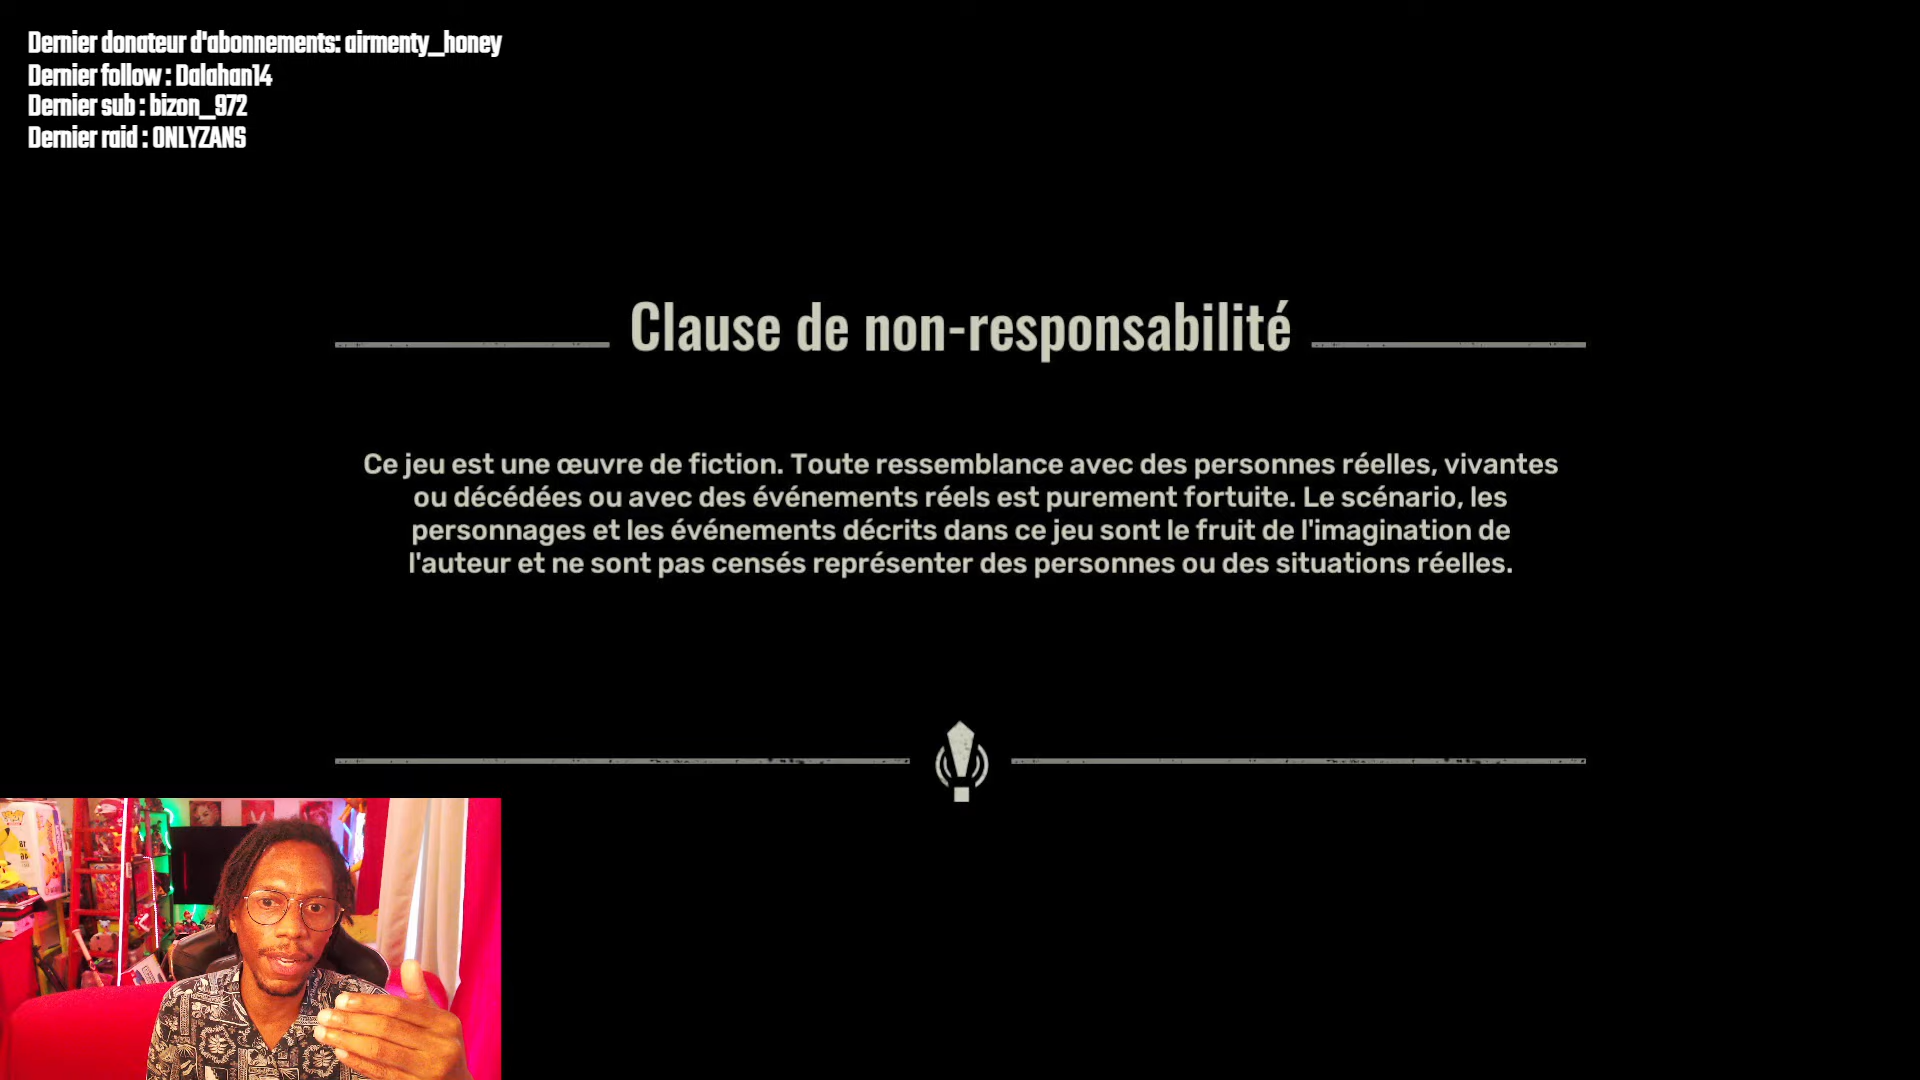 Dernier donateur d'abonnements: airmenty_honey
Dernier follow : Dalahan14
Dernier sub : bizon_972
Dernier raid : ONLYZANS
Clause de non-responsabilité
Ce jeu est une œuvre de fiction. Toute ressemblance avec des personnes réelles, vivantes
ou décédées ou avec des événements réels est purement fortuite. Le scénario, les
personnages et les événements décrits dans ce jeu sont le fruit de l'imagination de
l'auteur et ne sont pas censés représenter des personnes ou des situations réelles.